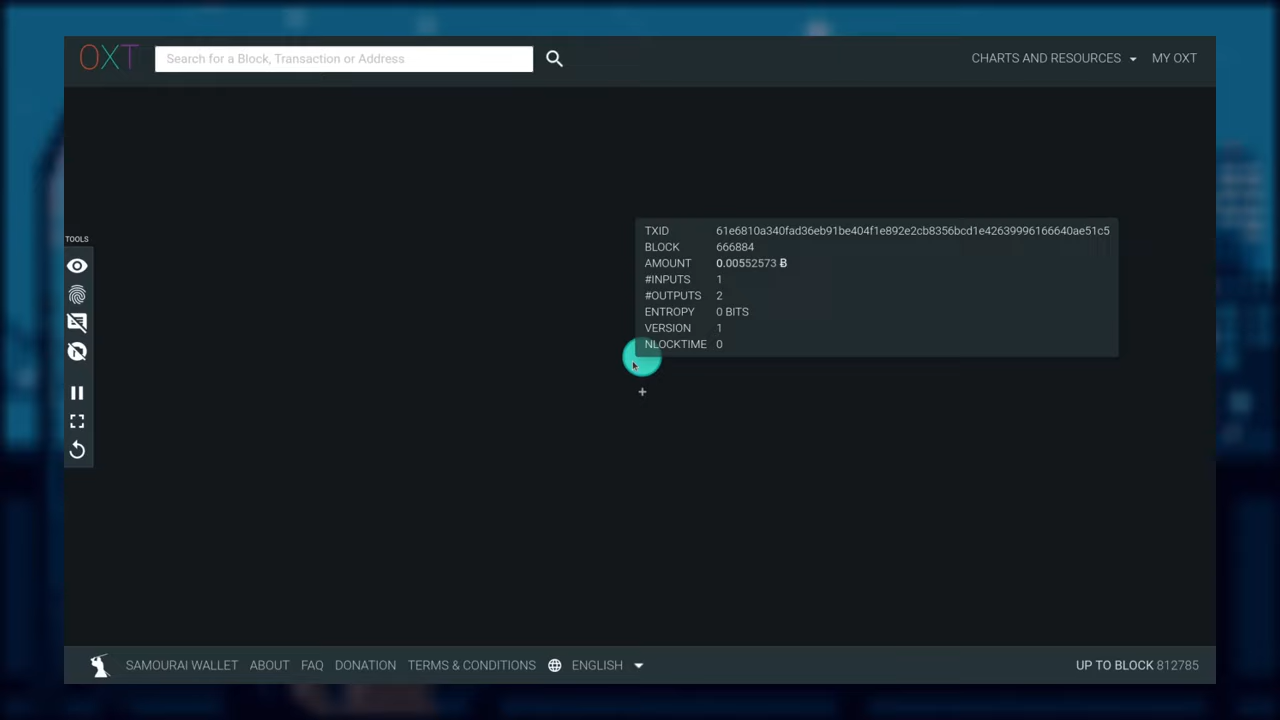 OXT
Search for a Block, Transaction or Address
CHARTS AND RESOURCES
MY OXT
TOOLS
TXID 61e6810a340fad36eb91be404f1e892e2cb8356bcd1e42639996166640ae51c5
BLOCK 666884
AMOUNT 0.00552573 Ƀ
#INPUTS 1
#OUTPUTS 2
ENTROPY 0 BITS
VERSION 1
NLOCKTIME 0
+
SAMOURAI WALLET ABOUT FAQ DONATION TERMS & CONDITIONS ENGLISH UP TO BLOCK 812785